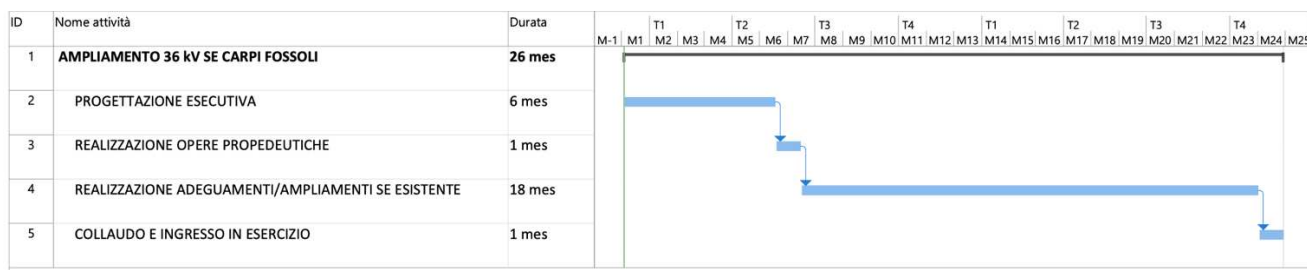 ID Nome attività Durata
T1 T2 T3 T4 T1 T2 T3 T4
M-1 M1 M2 M3 M4 M5 M6 M7 M8 M9 M10 M11 M12 M13 M14 M15 M16 M17 M18 M19 M20 M21 M22 M23 M24 M25
1 AMPLIAMENTO 36 kV SE CARPI FOSSOLI 26 mes
2 PROGETTAZIONE ESECUTIVA 6 mes
3 REALIZZAZIONE OPERE PROPEDEUTICHE 1 mes
4 REALIZZAZIONE ADEGUAMENTI/AMPLIAMENTI SE ESISTENTE 18 mes
5 COLLAUDO E INGRESSO IN ESERCIZIO 1 mes